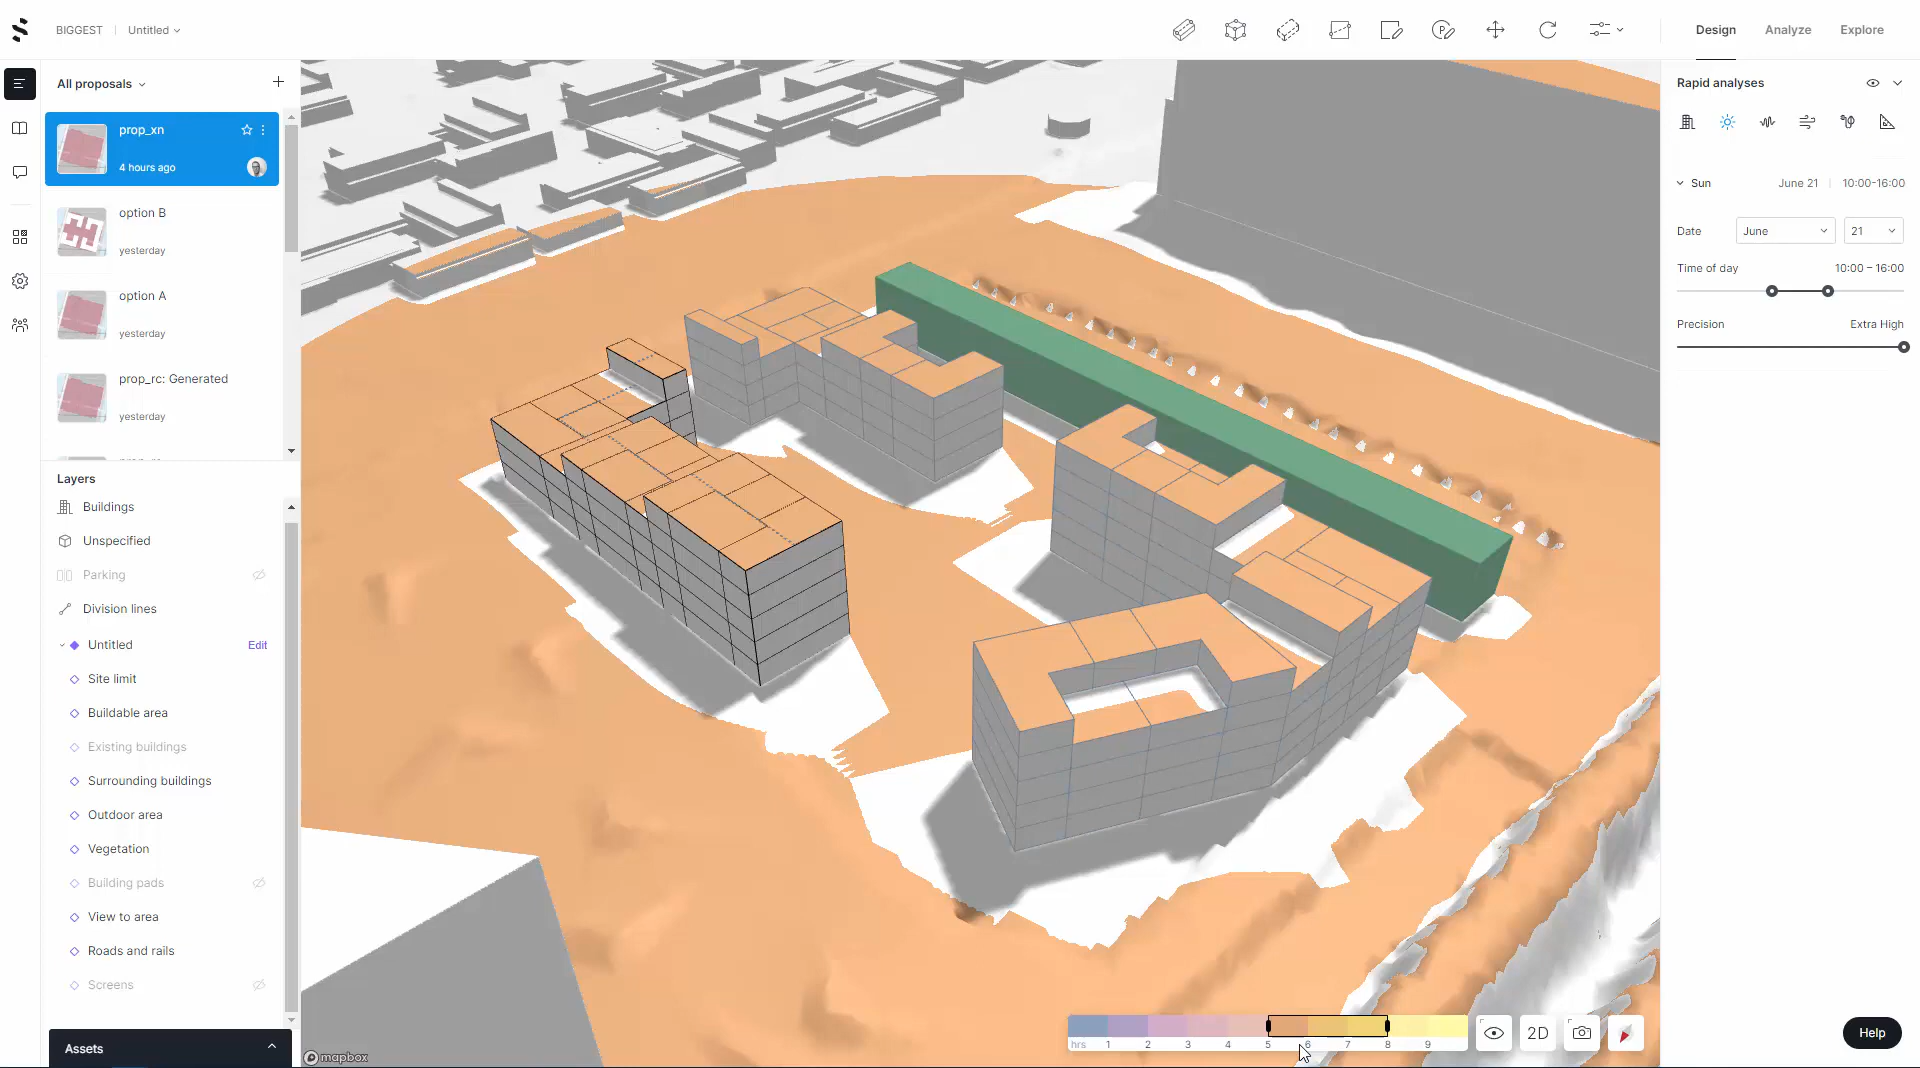 BIGGEST
Untitled
Design
Analyze
Explore
All proposals
prop_xn
4 hours ago
option B
yesterday
option A
yesterday
prop_rc: Generated
yesterday
Layers
Buildings
Unspecified
Parking
Division lines
Untitled
Edit
Site limit
Buildable area
Existing buildings
Surrounding buildings
Outdoor area
Vegetation
Building pads
View to area
Roads and rails
Screens
Assets
mapbox
hrs 1 2 3 4 5 6 7 8 9
2D
Rapid analyses
Sun June 21 10:00-16:00
Date June 21
Time of day 10:00 – 16:00
Precision Extra High
Help